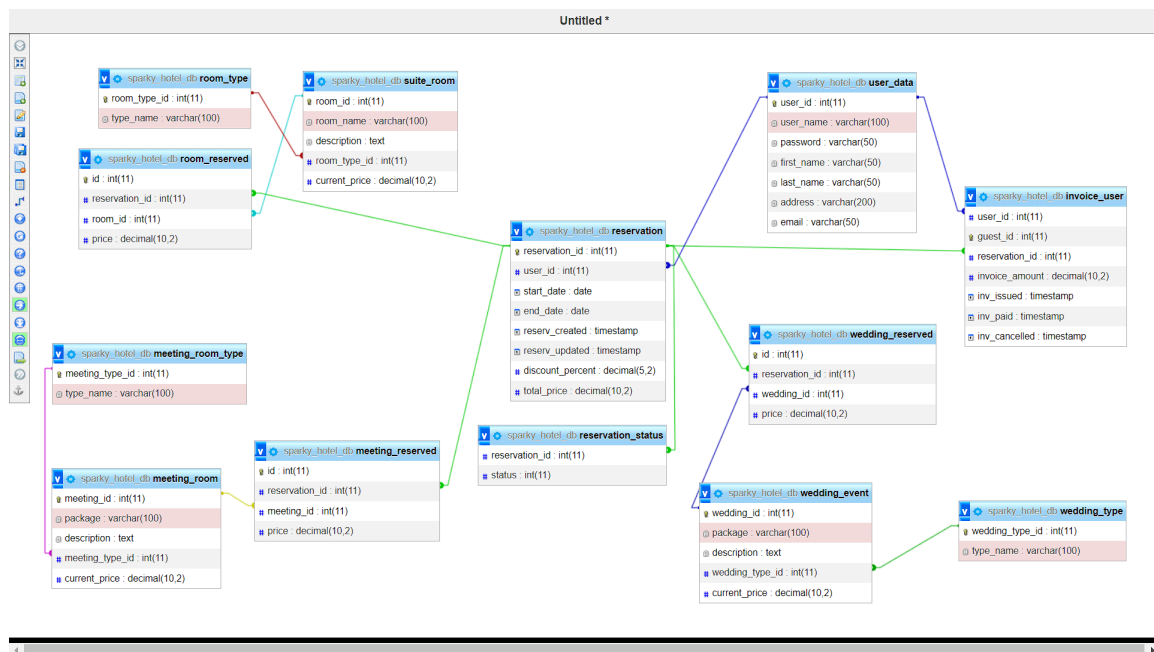 Untitled *
sparky_hotel_db room_type
room_type_id : int(11)
type_name : varchar(100)
sparky_hotel_db suite_room
room_id : int(11)
room_name : varchar(100)
description : text
room_type_id : int(11)
current_price : decimal(10,2)
sparky_hotel_db user_data
user_id : int(11)
user_name : varchar(100)
password : varchar(50)
first_name : varchar(50)
last_name : varchar(50)
address : varchar(200)
email : varchar(50)
sparky_hotel_db room_reserved
id : int(11)
reservation_id : int(11)
room_id : int(11)
price : decimal(10,2)
sparky_hotel_db invoice_user
user_id : int(11)
guest_id : int(11)
reservation_id : int(11)
invoice_amount : decimal(10,2)
inv_issued : timestamp
inv_paid : timestamp
inv_cancelled : timestamp
sparky_hotel_db reservation
reservation_id : int(11)
user_id : int(11)
start_date : date
end_date : date
reserv_created : timestamp
reserv_updated : timestamp
discount_percent : decimal(5,2)
total_price : decimal(10,2)
sparky_hotel_db wedding_reserved
id : int(11)
reservation_id : int(11)
wedding_id : int(11)
price : decimal(10,2)
sparky_hotel_db meeting_room_type
meeting_type_id : int(11)
type_name : varchar(100)
sparky_hotel_db reservation_status
reservation_id : int(11)
status : int(11)
sparky_hotel_db meeting_reserved
id : int(11)
reservation_id : int(11)
meeting_id : int(11)
price : decimal(10,2)
sparky_hotel_db meeting_room
meeting_id : int(11)
package : varchar(100)
description : text
meeting_type_id : int(11)
current_price : decimal(10,2)
sparky_hotel_db wedding_event
wedding_id : int(11)
package : varchar(100)
description : text
wedding_type_id : int(11)
current_price : decimal(10,2)
sparky_hotel_db wedding_type
wedding_type_id : int(11)
type_name : varchar(100)